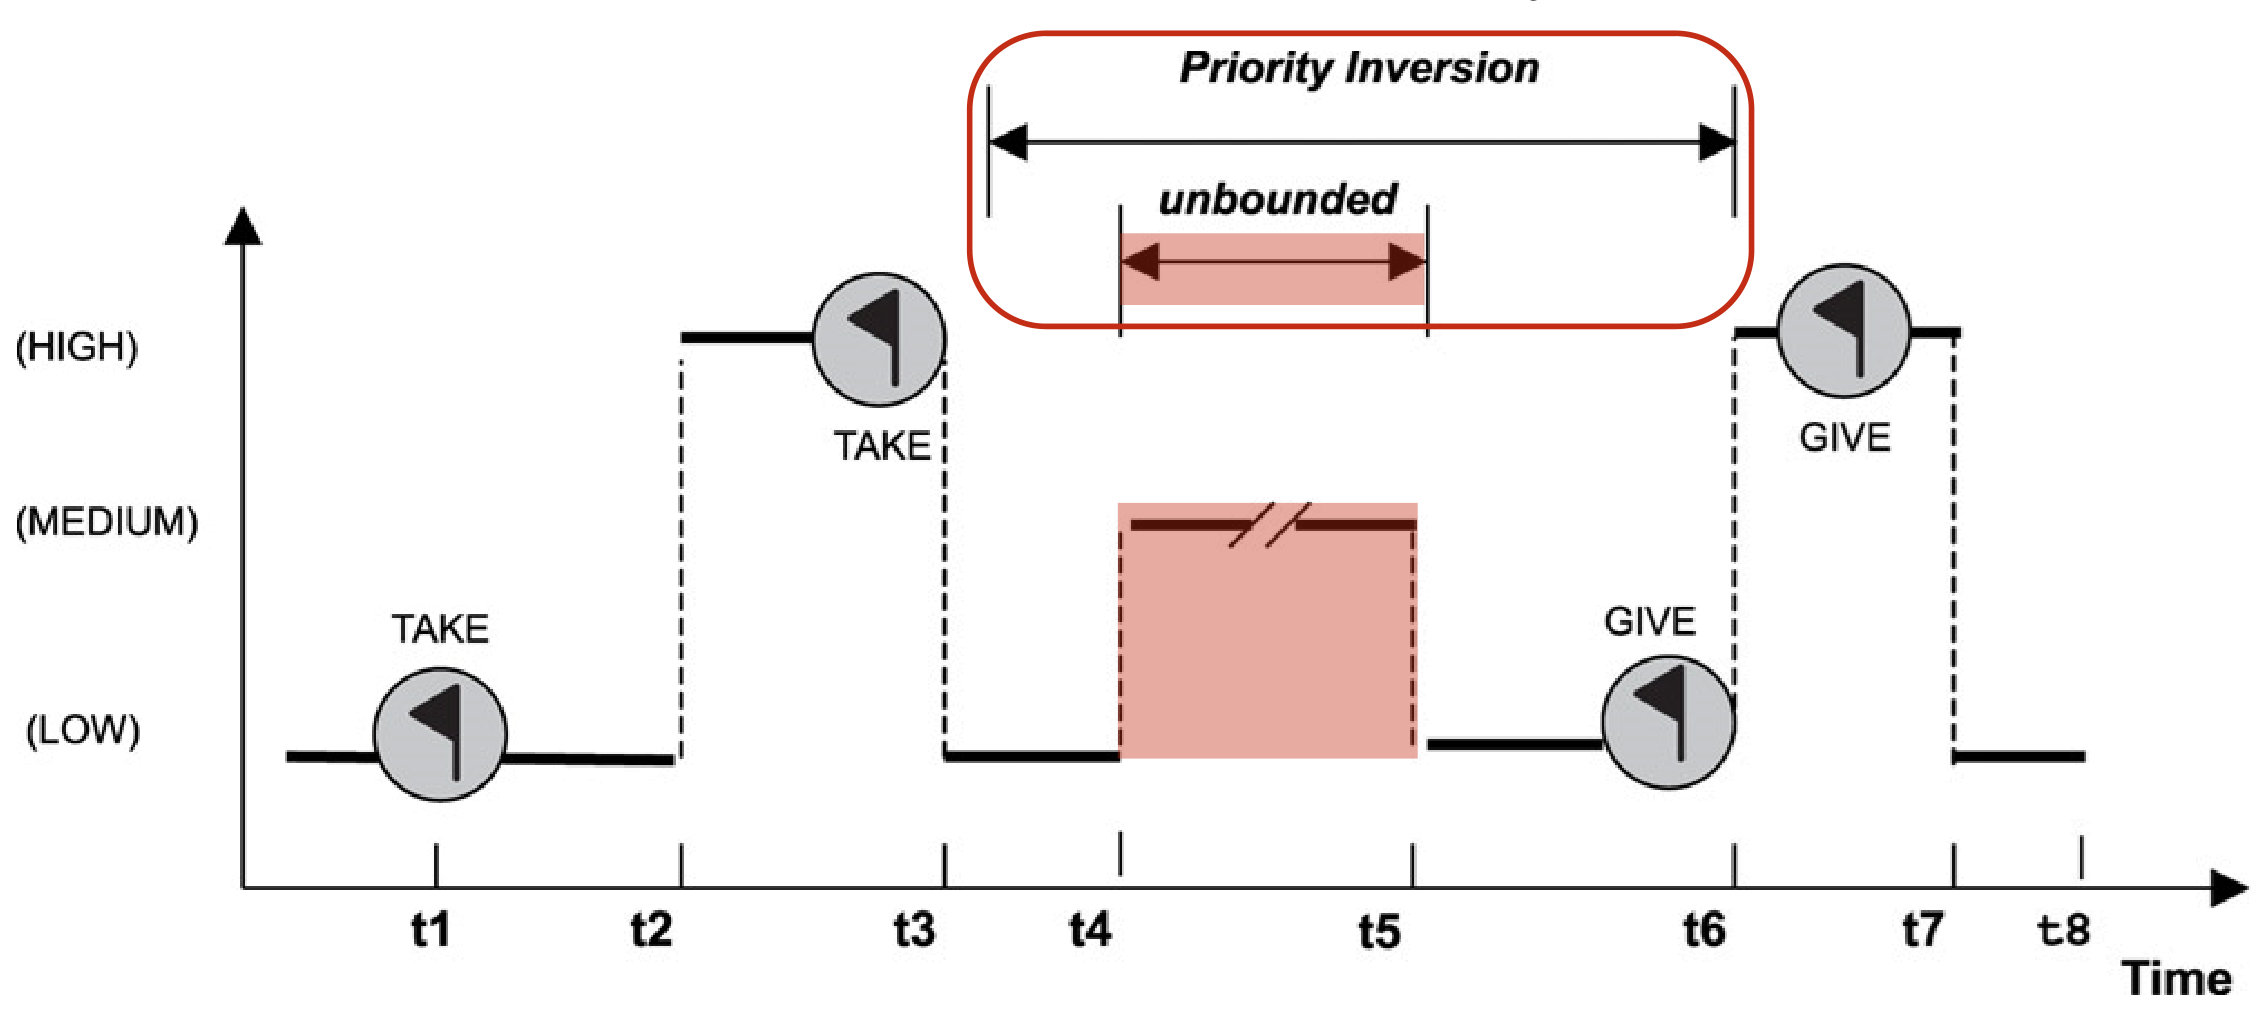 Priority Inversion
unbounded
(HIGH)
TAKE
GIVE
(MEDIUM)
TAKE
GIVE
(LOW)
t1 t2 t3 t4 t5 t6 t7 t8
Time